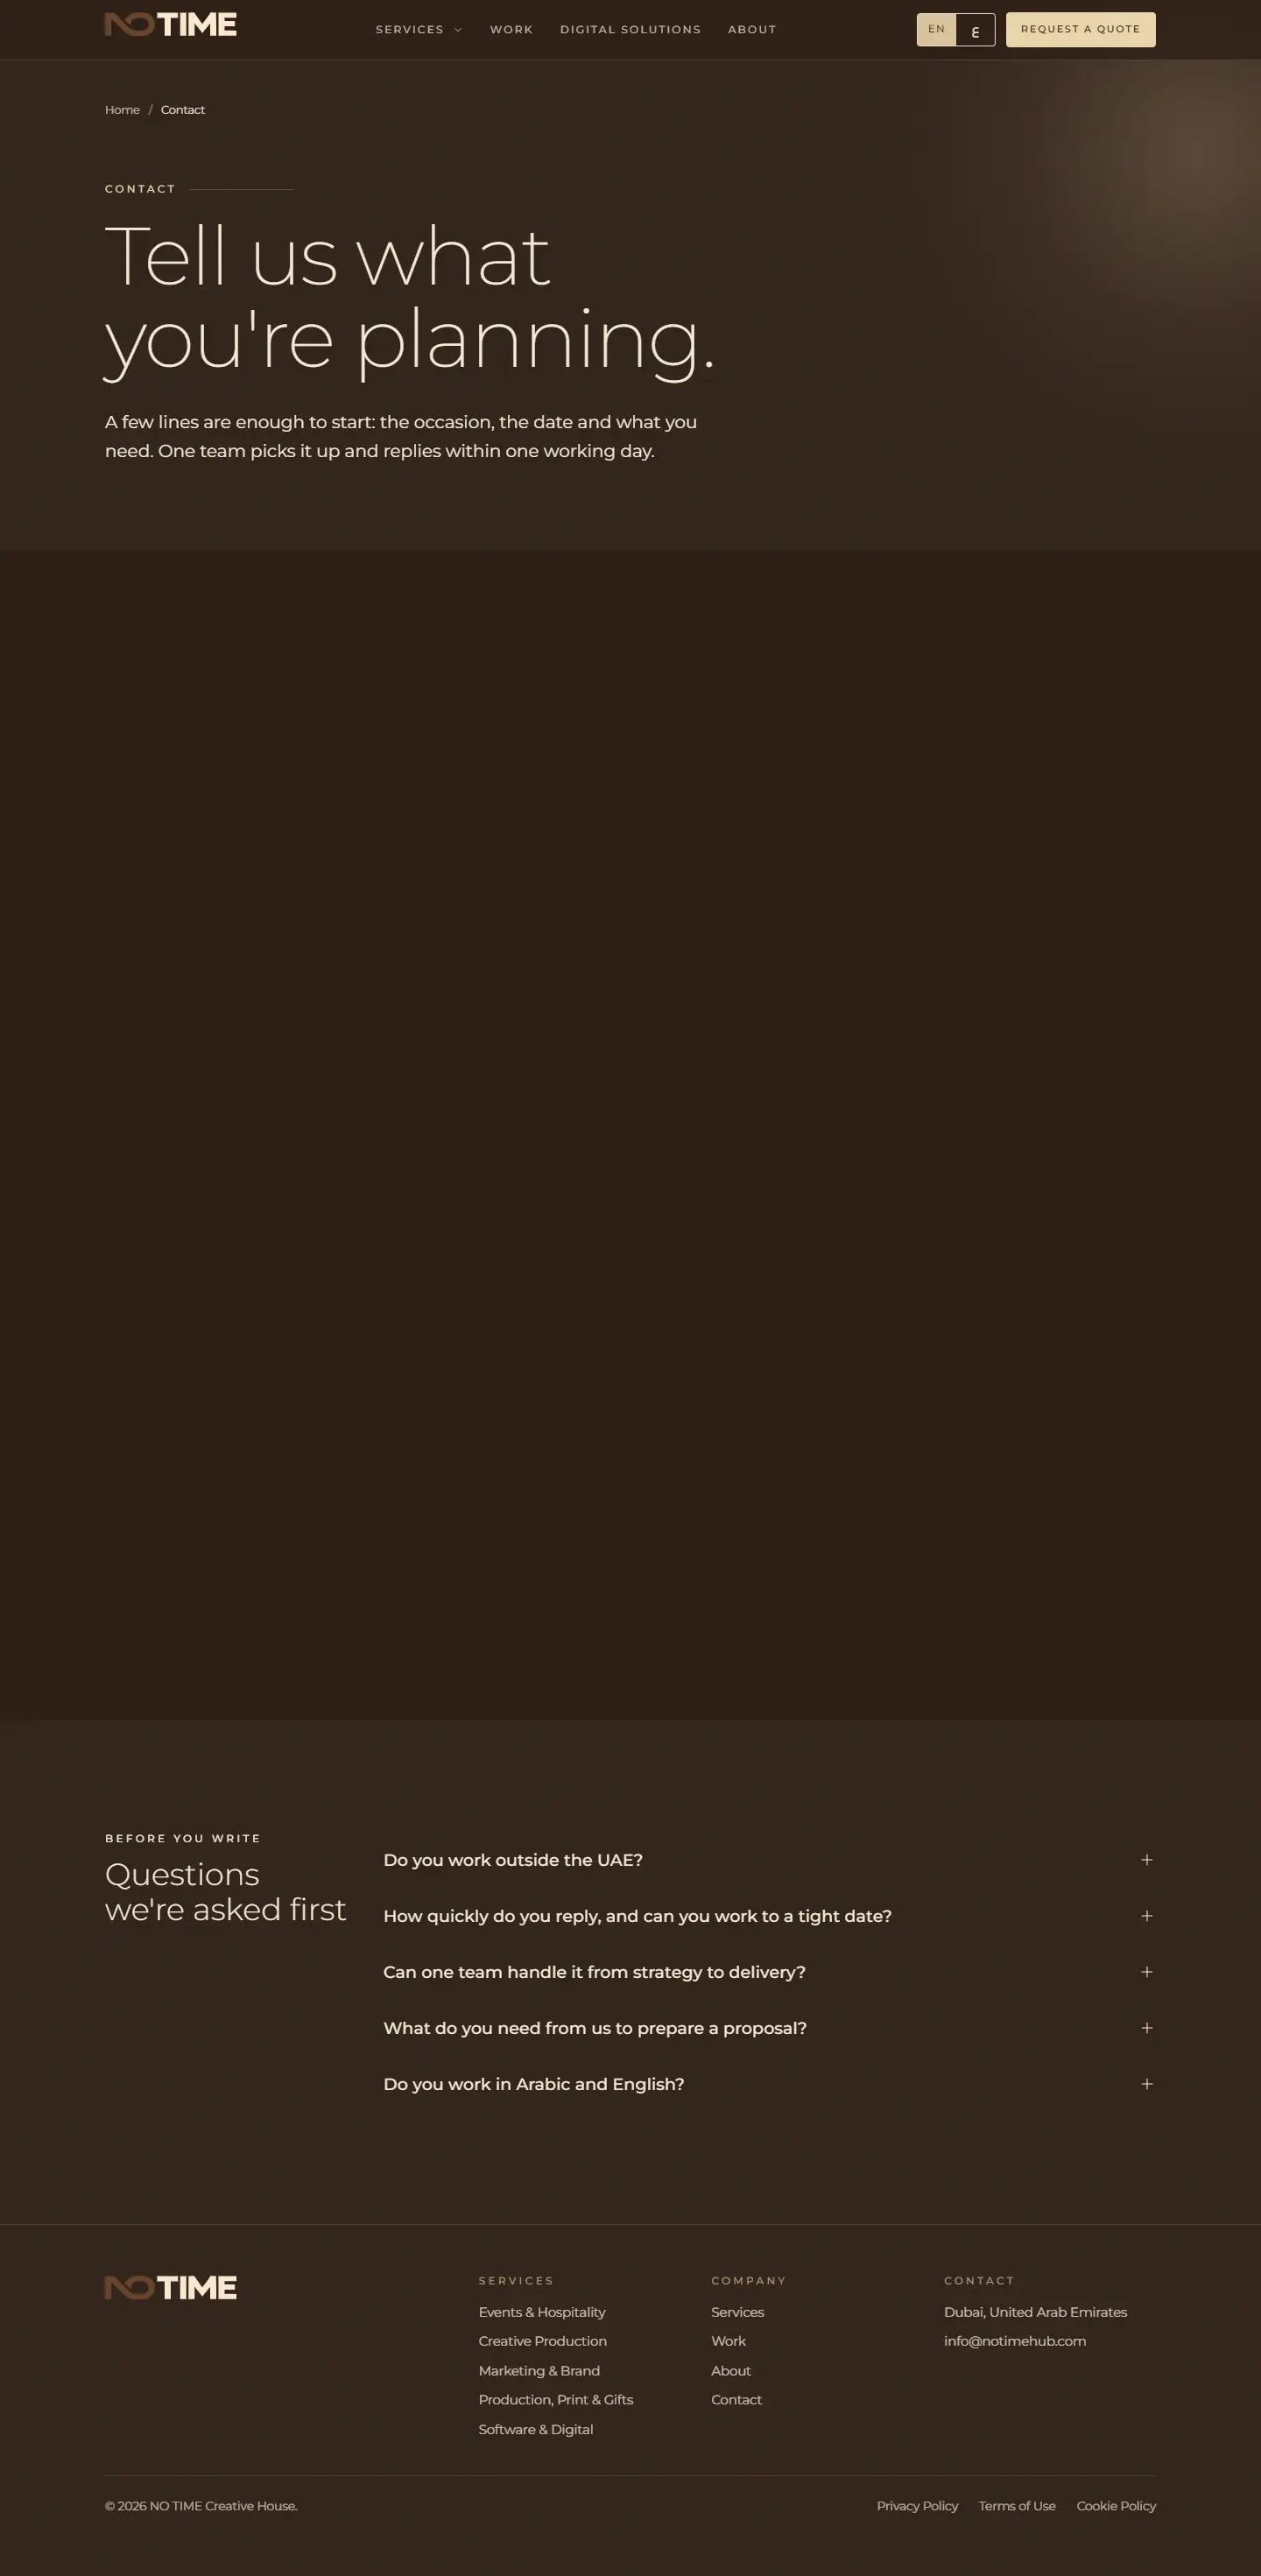 NO TIME
SERVICES
WORK
DIGITAL SOLUTIONS
ABOUT
EN
ع
REQUEST A QUOTE
Home / Contact
CONTACT
Tell us what
you're planning.
A few lines are enough to start: the occasion, the date and what you
need. One team picks it up and replies within one working day.
BEFORE YOU WRITE
Questions
we're asked first
Do you work outside the UAE?
How quickly do you reply, and can you work to a tight date?
Can one team handle it from strategy to delivery?
What do you need from us to prepare a proposal?
Do you work in Arabic and English?
NO TIME
SERVICES
Events & Hospitality
Creative Production
Marketing & Brand
Production, Print & Gifts
Software & Digital
COMPANY
Services
Work
About
Contact
CONTACT
Dubai, United Arab Emirates
info@notimehub.com
© 2026 NO TIME Creative House.
Privacy Policy
Terms of Use
Cookie Policy